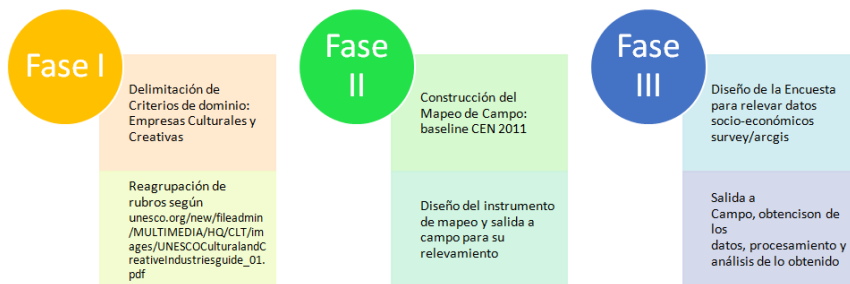 Fase I
Delimitación de
Criterios de dominio:
Empresas Culturales y
Creativas
Reagrupación de
rubros según
unesco.org/new/fileadmin
/MULTIMEDIA/HQ/CLT/im
ages/UNESCOCulturalandC
reativeIndustriesguide_01.
pdf
Fase
II
Construcción del
Mapeo de Campo:
baseline CEN 2011
Diseño del instrumento
de mapeo y salida a
campo para su
relevamiento
Fase
III
Diseño de la Encuesta
para relevar datos
socio-económicos
survey/arcgis
Salida a
Campo, obtencison de
los
datos, procesamiento y
análisis de lo obtenido